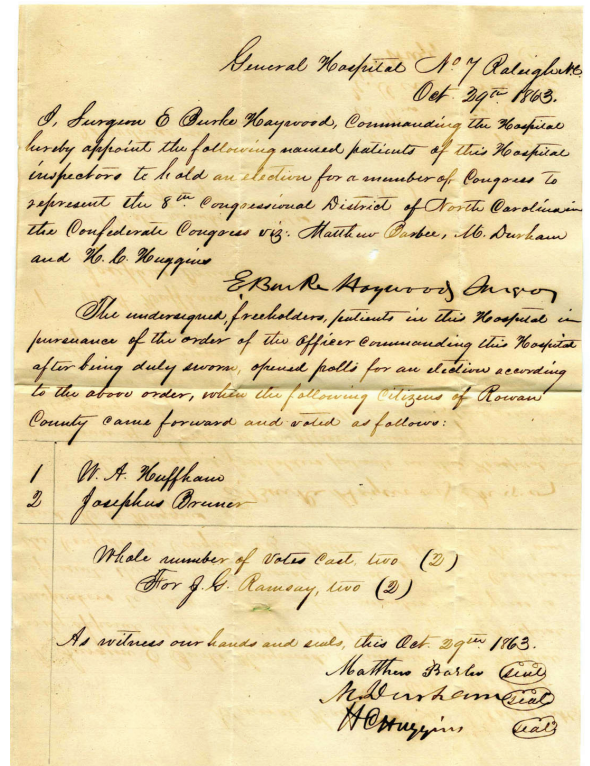 General Hospital No 7 Raleigh N.C.
Oct. 29th 1863.
I, Surgeon E Burke Haywood, Commanding the Hospital
hereby appoint the following named patients of this Hospital
inspectors to hold an election for a member of Congress to
represent the 8th Congressional District of North Carolina in
the Confederate Congress viz: Matthew Barbee, M. Durham
and H. C. Huggins
E Burke Haywood Surgeon
The undersigned, freeholders, patients in this Hospital in
pursuance of the order of the Officer commanding this Hospital
after being duly sworn, opened polls for an election according
to the above order, when the following Citizens of Rowan
County came forward and voted as follows:
1 W. A. Huffham
2 Josephus Bruner
Whole number of Votes Cast, two (2)
For J. G. Ramsay, two (2)
As witness our hands and seals, this Oct. 29th 1863.
Matthew Barbee seal
M Durham seal
H C Huggins seal